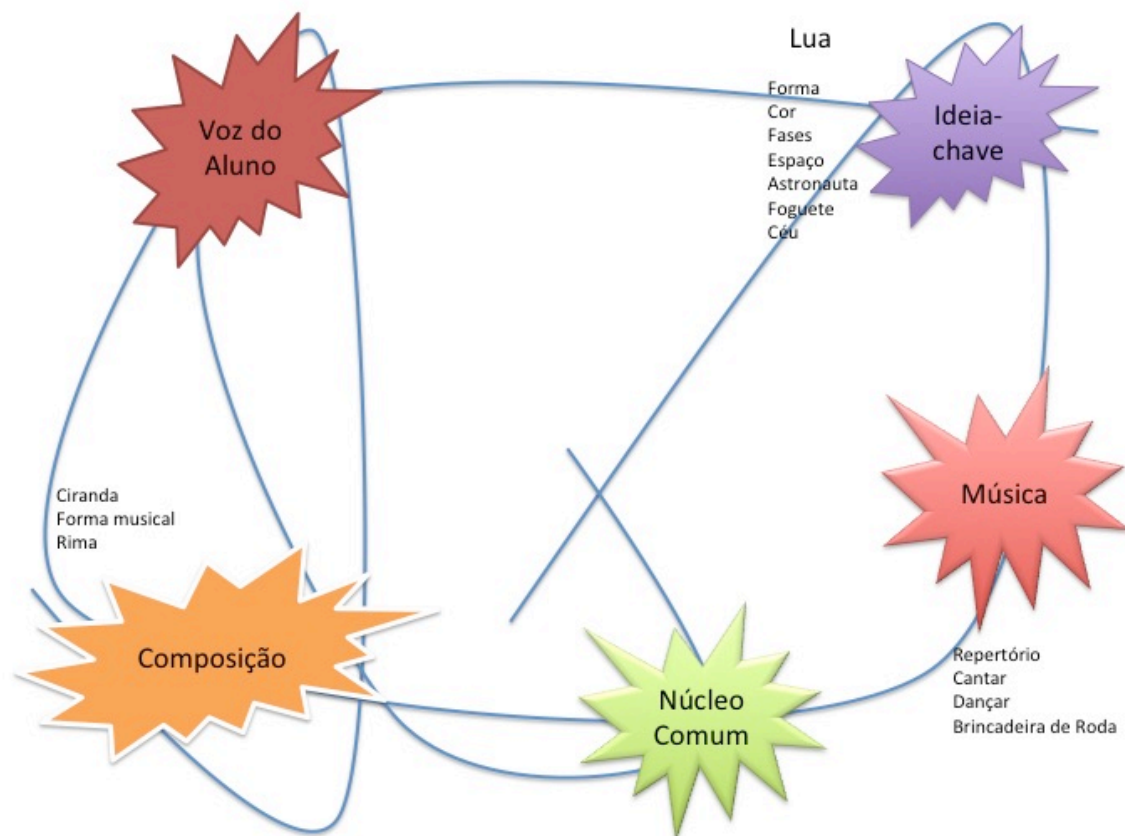 Lua
Voz do
Aluno
Forma
Cor
Fases
Espaço
Astronauta
Foguete
Céu
Ideia-
chave
Música
Ciranda
Forma musical
Rima
Composição
Núcleo
Comum
Repertório
Cantar
Dançar
Brincadeira de Roda